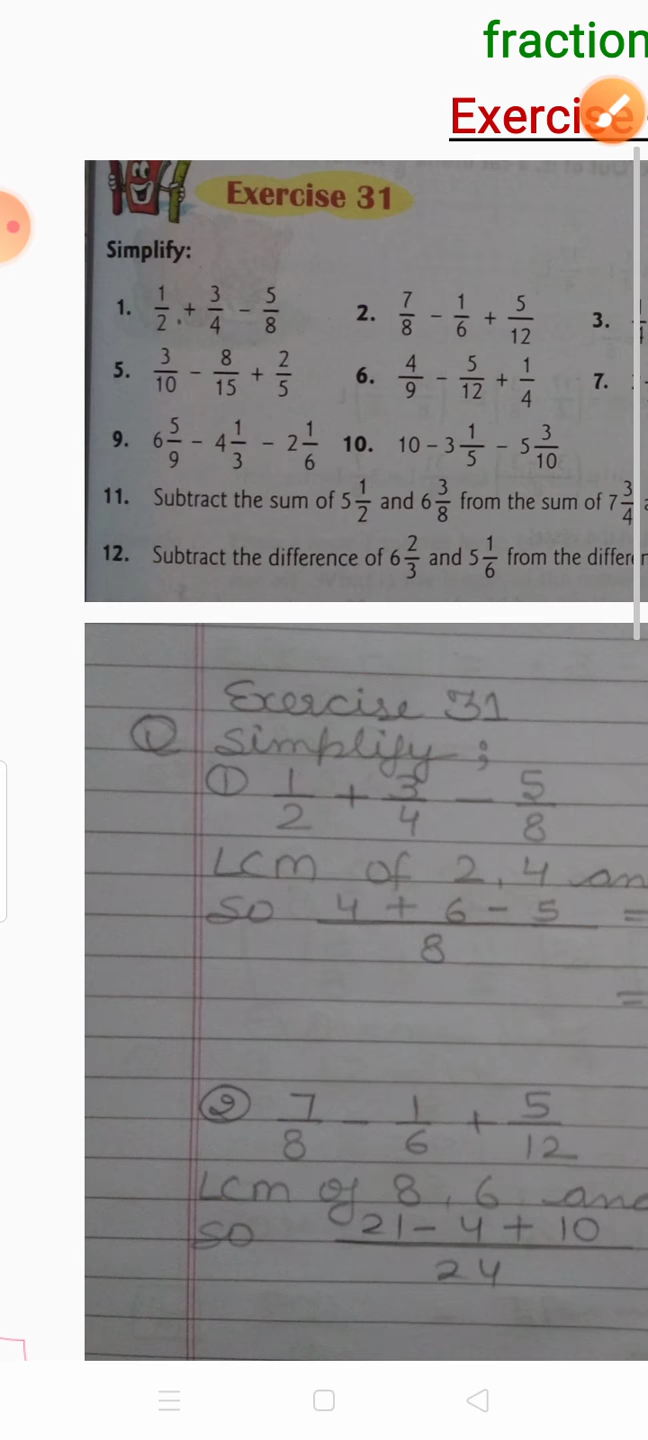 fraction
Exercise
Exercise 31
Simplify:
1. 1/2 + 3/4 - 5/8 2. 7/8 - 1/6 + 5/12 3.
5. 3/10 - 8/15 + 2/5 6. 4/9 - 5/12 + 1/4 7.
9. 6 5/9 - 4 1/3 - 2 1/6 10. 10 - 3 1/5 - 5 3/10
11. Subtract the sum of 5 1/2 and 6 3/8 from the sum of 7 3/4
12. Subtract the difference of 6 2/3 and 5 1/6 from the differen
Exercise 31
① Simplify;
① 1/2 + 3/4 - 5/8
LCM of 2, 4 an
SO 4 + 6 - 5 / 8 =
=
② 7/8 - 1/6 + 5/12
LCM of 8, 6 and
SO 21 - 4 + 10 / 24